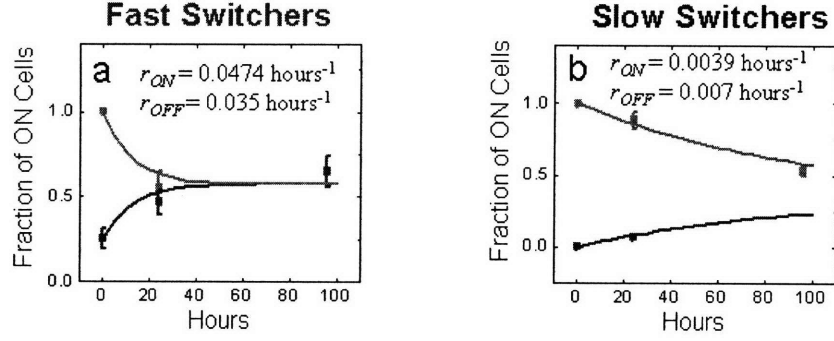 Fast Switchers
a
r_ON = 0.0474 hours⁻¹
r_OFF = 0.035 hours⁻¹
Fraction of ON Cells
1.0
0.5
0.0
0 20 40 60 80 100
Hours
Slow Switchers
b
r_ON = 0.0039 hours⁻¹
r_OFF = 0.007 hours⁻¹
Fraction of ON Cells
1.0
0.5
0.0
0 20 40 60 80 100
Hours